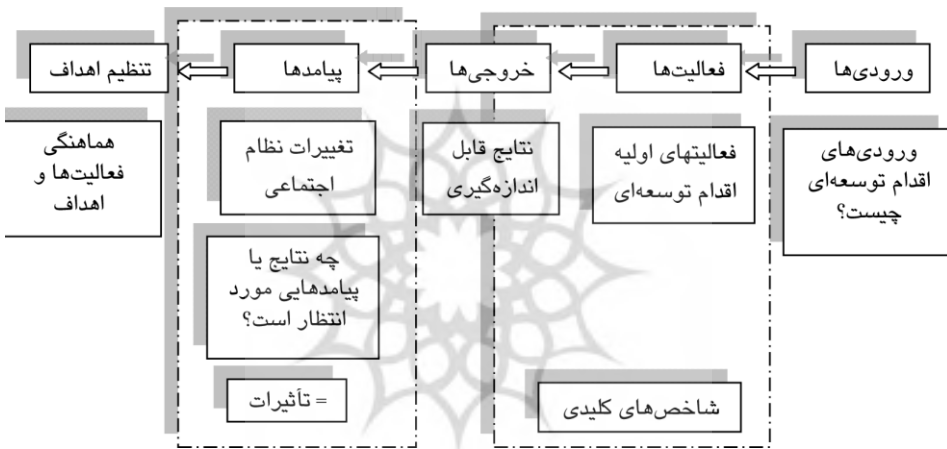 ورودی‌ها
فعالیت‌ها
خروجی‌ها
پیامدها
تنظیم اهداف
ورودی‌های
اقدام توسعه‌ای
چیست؟
فعالیتهای اولیه
اقدام توسعه‌ای
نتایج قابل
اندازه‌گیری
تغییرات نظام
اجتماعی
هماهنگی
فعالیت‌ها و
اهداف
چه نتایج یا
پیامدهایی مورد
انتظار است؟
شاخص‌های کلیدی
= تأثیرات